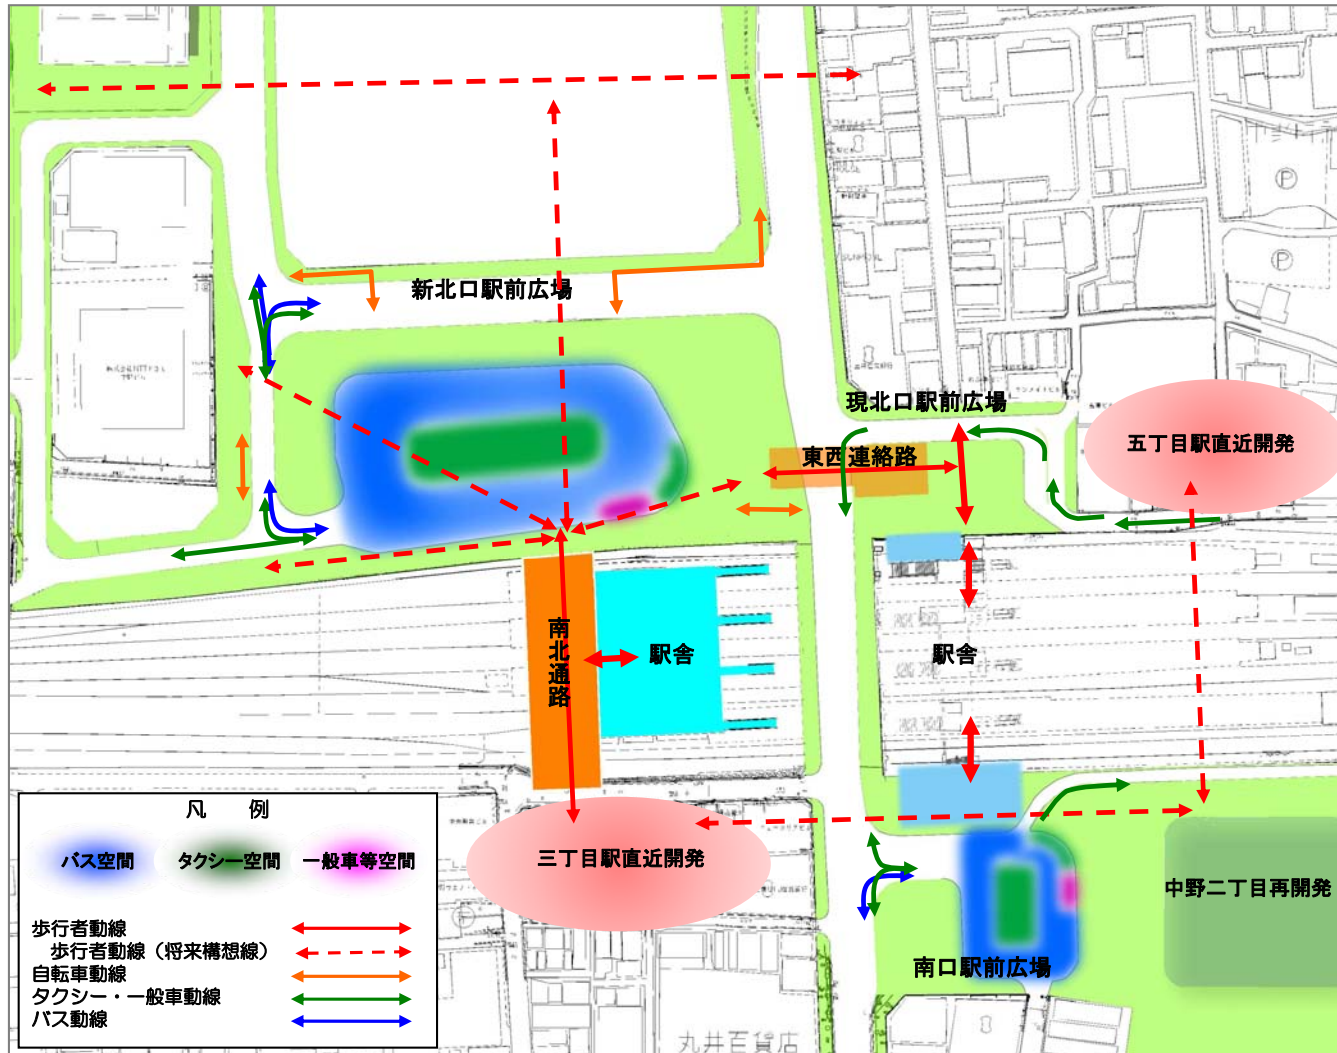 新北口駅前広場
現北口駅前広場
五丁目駅直近開発
東西連絡路
南北通路
駅舎
駅舎
三丁目駅直近開発
中野二丁目再開発
南口駅前広場
丸井百貨店
P
P
凡　例
バス空間
タクシー空間
一般車等空間
歩行者動線
歩行者動線（将来構想線）
自転車動線
タクシー・一般車動線
バス動線